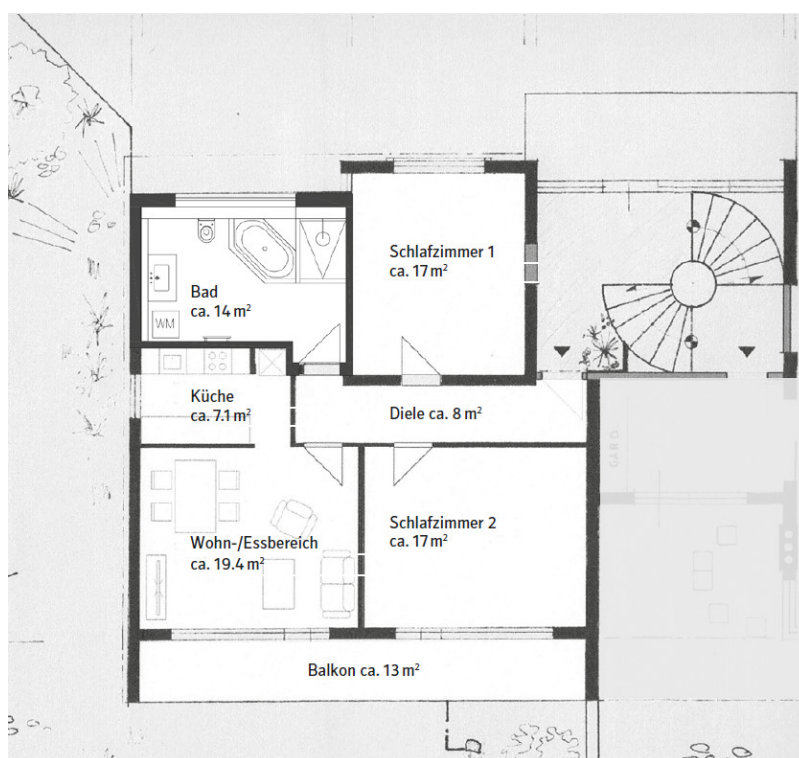 Schlafzimmer 1
ca. 17 m²
Bad
ca. 14 m²
WM
Küche
ca. 7.1 m²
Diele ca. 8 m²
GARD.
Schlafzimmer 2
ca. 17 m²
Wohn-/Essbereich
ca. 19.4 m²
Balkon ca. 13 m²